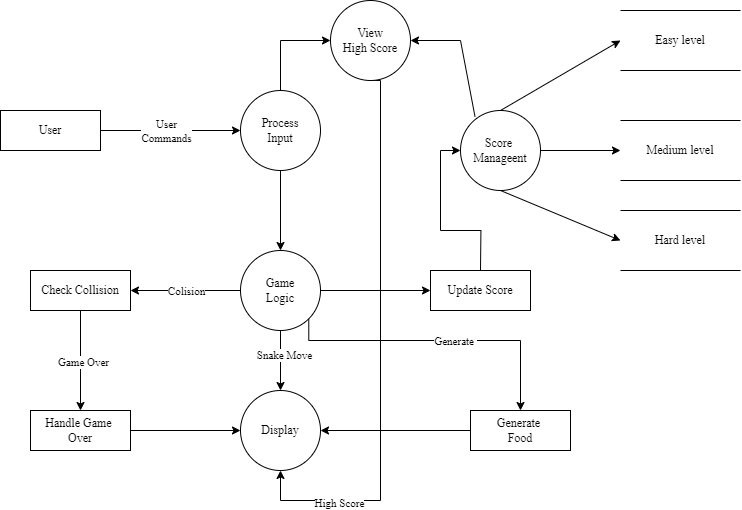 View
High Score
Easy level
User
User
Commands
Process
Input
Score
Manageent
Medium level
Hard level
Check Collision
Colision
Game
Logic
Update Score
Game Over
Snake Move
Generate
Handle Game
Over
Display
Generate
Food
High Score